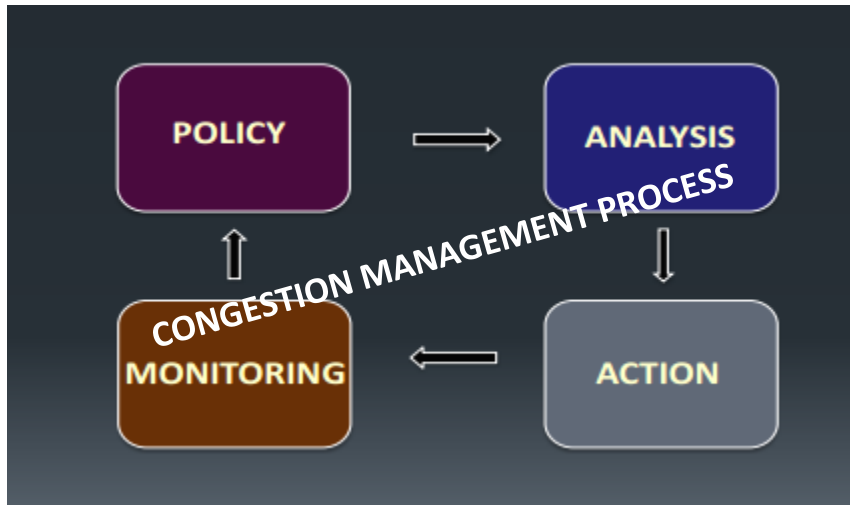 POLICY
ANALYSIS
CONGESTION MANAGEMENT PROCESS
MONITORING
ACTION